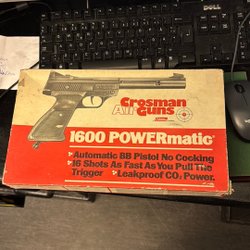 DELL
Crosman
Air Guns
1600 POWERmatic
Automatic BB Pistol No Cocking
16 Shots As Fast As You Pull The
Trigger Leakproof CO₂ Power.